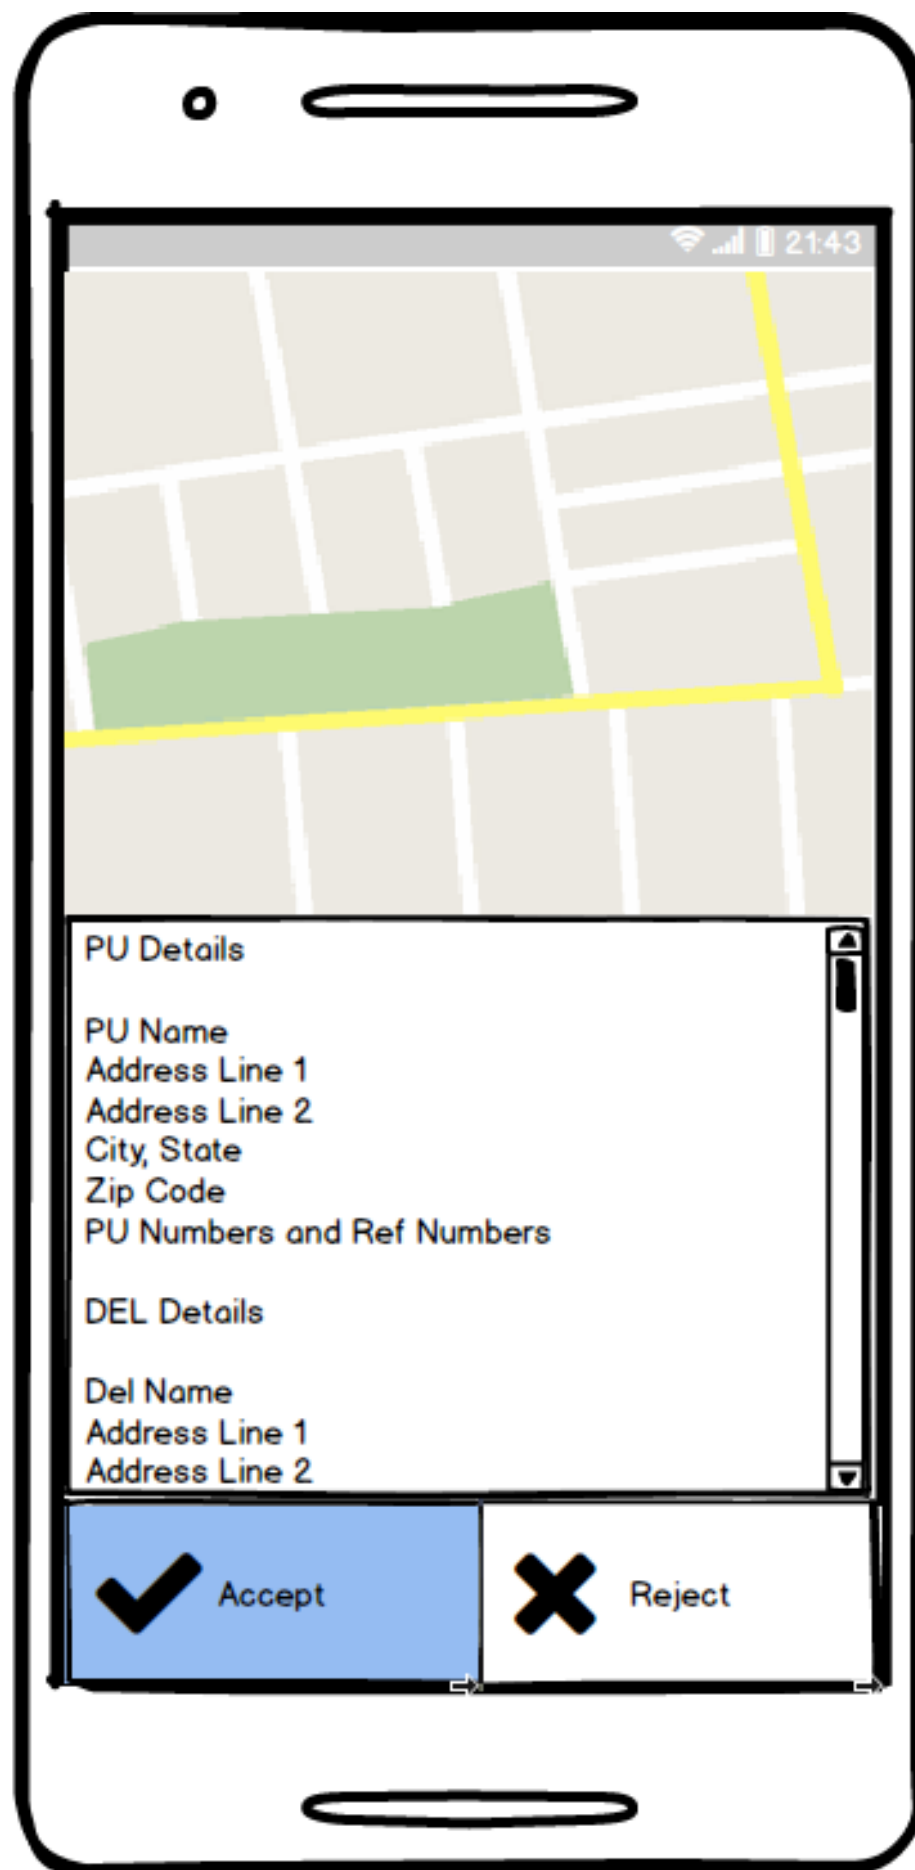 21:43
PU Details
PU Name
Address Line 1
Address Line 2
City, State
Zip Code
PU Numbers and Ref Numbers
DEL Details
Del Name
Address Line 1
Address Line 2
Accept
Reject